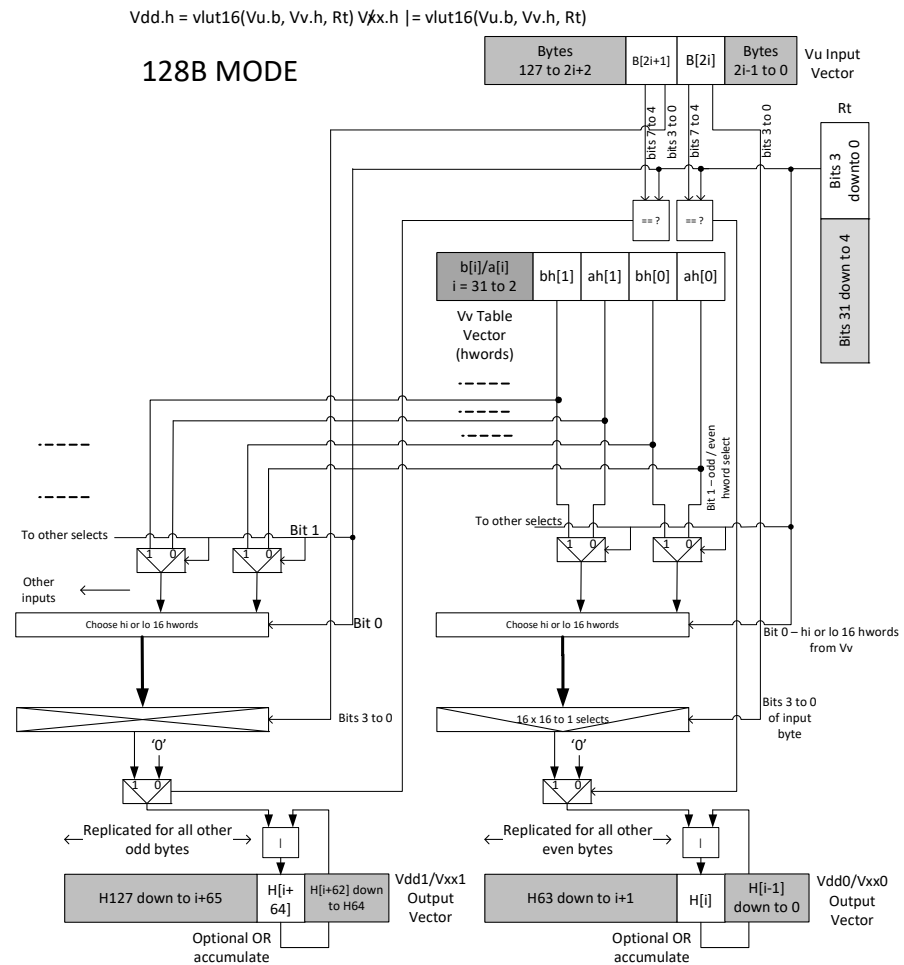 Vdd.h = vlut16(Vu.b, Vv.h, Rt) Vxx.h |= vlut16(Vu.b, Vv.h, Rt)
128B MODE
Bytes
127 to 2i+2
B[2i+1]
B[2i]
Bytes
2i-1 to 0
Vu Input
Vector
Rt
bits 7 to 4
bits 3 to 0
bits 7 to 4
bits 3 to 0
Bits 3
downto 0
Bits 31 down to 4
== ?
== ?
b[i]/a[i]
i = 31 to 2
bh[1]
ah[1]
bh[0]
ah[0]
Vv Table
Vector
(hwords)
Bit 1 – odd / even
hword select
To other selects
Bit 1
To other selects
1 0
1 0
1 0
1 0
Other
inputs
Choose hi or lo 16 hwords
Bit 0
Choose hi or lo 16 hwords
Bit 0 – hi or lo 16 hwords
from Vv
Bits 3 to 0
16 x 16 to 1 selects
Bits 3 to 0
of input
byte
'0'
'0'
1 0
1 0
Replicated for all other
odd bytes
|
Replicated for all other
even bytes
|
H127 down to i+65
H[i+
64]
H[i+62] down
to H64
Vdd1/Vxx1
Output
Vector
H63 down to i+1
H[i]
H[i-1]
down to 0
Vdd0/Vxx0
Output
Vector
Optional OR
accumulate
Optional OR
accumulate